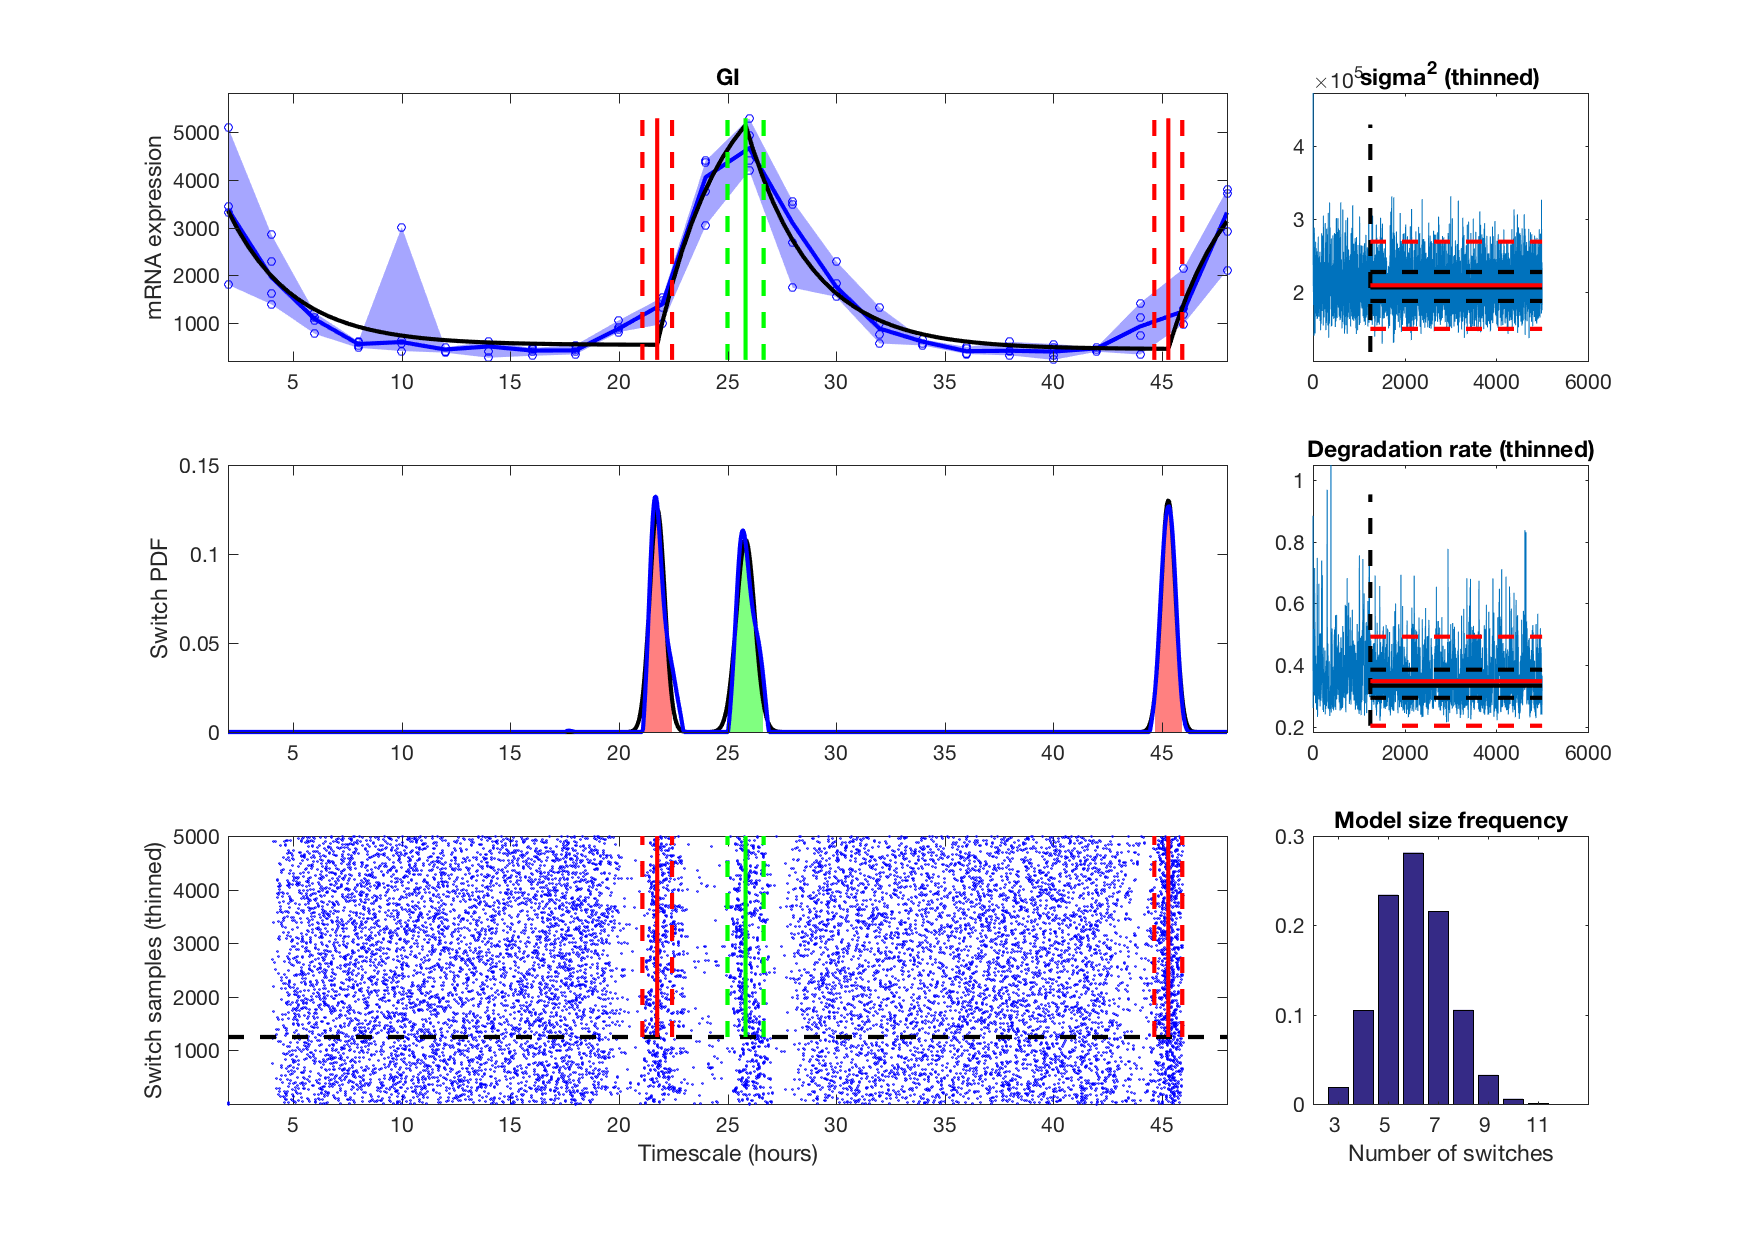 GI
mRNA expression
5000
4000
3000
2000
1000
5 10 15 20 25 30 35 40 45
×10⁵
sigma² (thinned)
4
3
2
0 2000 4000 6000
Switch PDF
0.15
0.1
0.05
0
5 10 15 20 25 30 35 40 45
Degradation rate (thinned)
1
0.8
0.6
0.4
0.2
0 2000 4000 6000
Switch samples (thinned)
5000
4000
3000
2000
1000
5 10 15 20 25 30 35 40 45
Timescale (hours)
Model size frequency
0.3
0.2
0.1
0
3 5 7 9 11
Number of switches